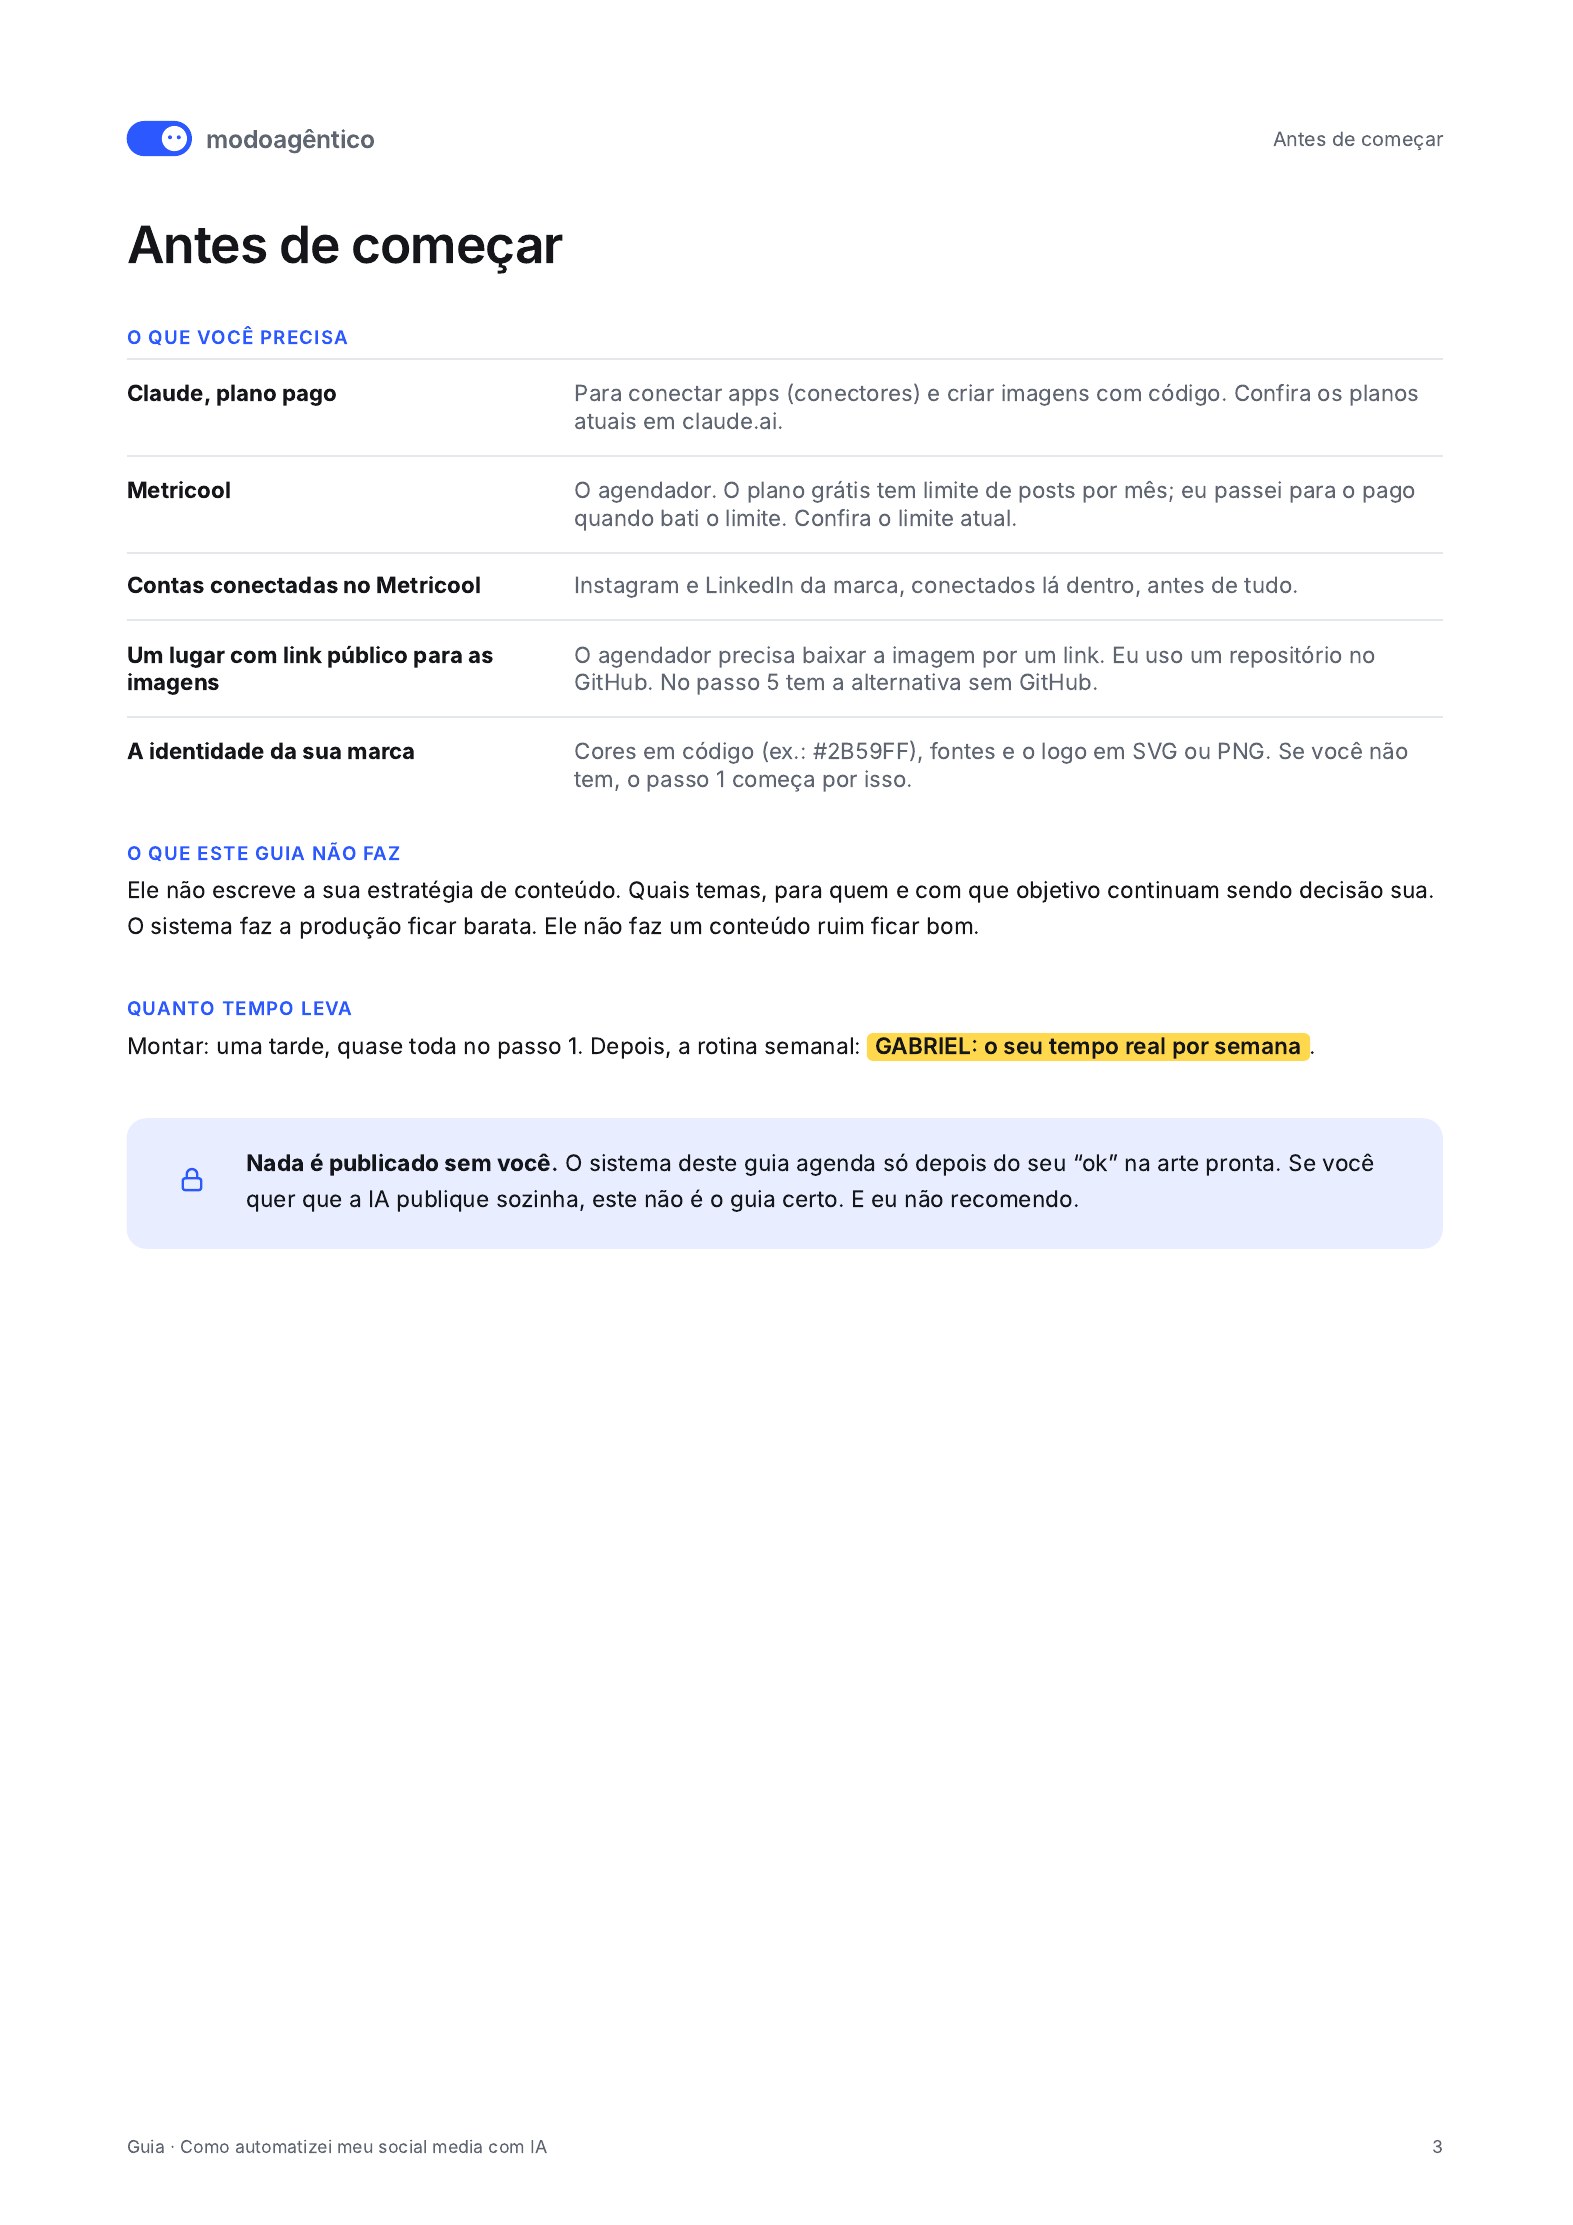 modoagêntico
Antes de começar
Antes de começar
O QUE VOCÊ PRECISA
Claude, plano pago
Para conectar apps (conectores) e criar imagens com código. Confira os planos
atuais em claude.ai.
Metricool
O agendador. O plano grátis tem limite de posts por mês; eu passei para o pago
quando bati o limite. Confira o limite atual.
Contas conectadas no Metricool
Instagram e LinkedIn da marca, conectados lá dentro, antes de tudo.
Um lugar com link público para as
imagens
O agendador precisa baixar a imagem por um link. Eu uso um repositório no
GitHub. No passo 5 tem a alternativa sem GitHub.
A identidade da sua marca
Cores em código (ex.: #2B59FF), fontes e o logo em SVG ou PNG. Se você não
tem, o passo 1 começa por isso.
O QUE ESTE GUIA NÃO FAZ
Ele não escreve a sua estratégia de conteúdo. Quais temas, para quem e com que objetivo continuam sendo decisão sua.
O sistema faz a produção ficar barata. Ele não faz um conteúdo ruim ficar bom.
QUANTO TEMPO LEVA
Montar: uma tarde, quase toda no passo 1. Depois, a rotina semanal: GABRIEL: o seu tempo real por semana.
Nada é publicado sem você. O sistema deste guia agenda só depois do seu “ok” na arte pronta. Se você
quer que a IA publique sozinha, este não é o guia certo. E eu não recomendo.
Guia · Como automatizei meu social media com IA
3